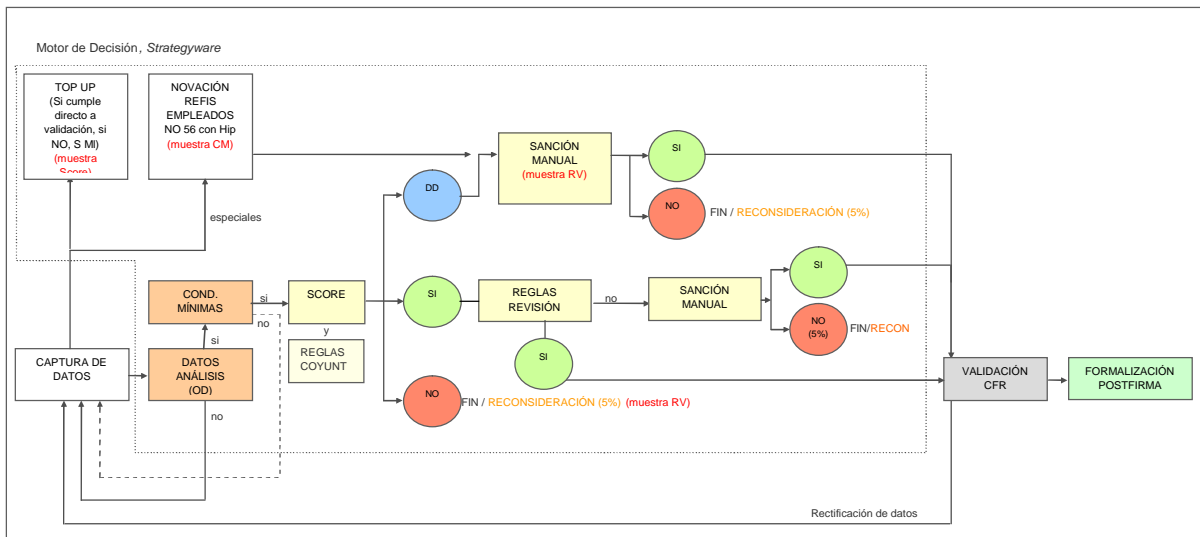 Motor de Decisión, Strategyware
TOP UP
(Si cumple
directo a
validación, si
NO, S MI)
(muestra
Score)
NOVACIÓN
REFIS
EMPLEADOS
NO 56 con Hip
(muestra CM)
SANCIÓN
MANUAL
(muestra RV)
SI
DD
NO
FIN / RECONSIDERACIÓN (5%)
especiales
COND.
MÍNIMAS
si
no
SCORE
y
REGLAS
COYUNT
SI
REGLAS
REVISIÓN
no
SANCIÓN
MANUAL
SI
NO
(5%)
FIN/RECON
si
SI
CAPTURA DE
DATOS
DATOS
ANÁLISIS
(OD)
no
NO
FIN / RECONSIDERACIÓN (5%) (muestra RV)
VALIDACIÓN
CFR
FORMALIZACIÓN
POSTFIRMA
Rectificación de datos